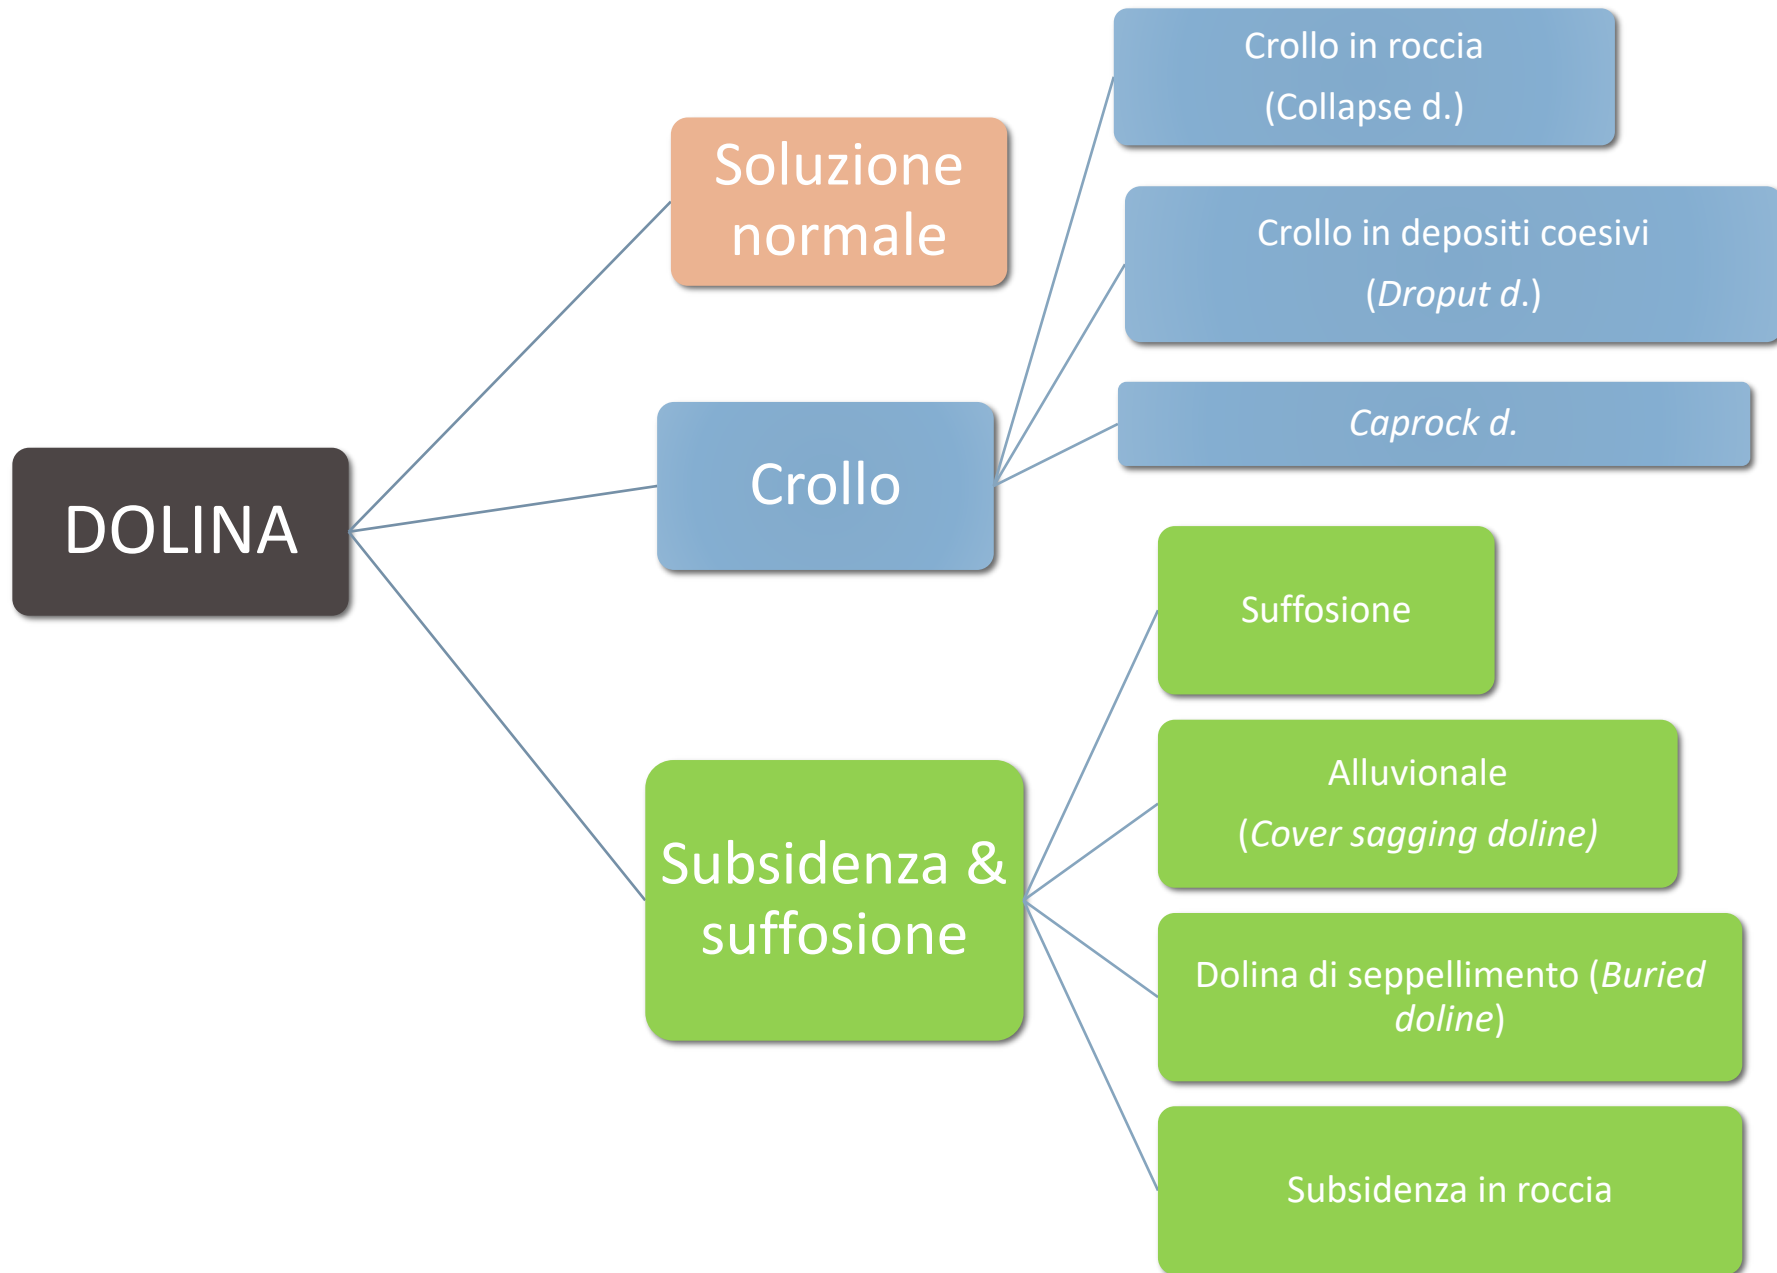 DOLINA
Soluzione
normale
Crollo
Crollo in roccia
(Collapse d.)
Crollo in depositi coesivi
(Droput d.)
Caprock d.
Subsidenza &
suffosione
Suffosione
Alluvionale
(Cover sagging doline)
Dolina di seppellimento (Buried
doline)
Subsidenza in roccia